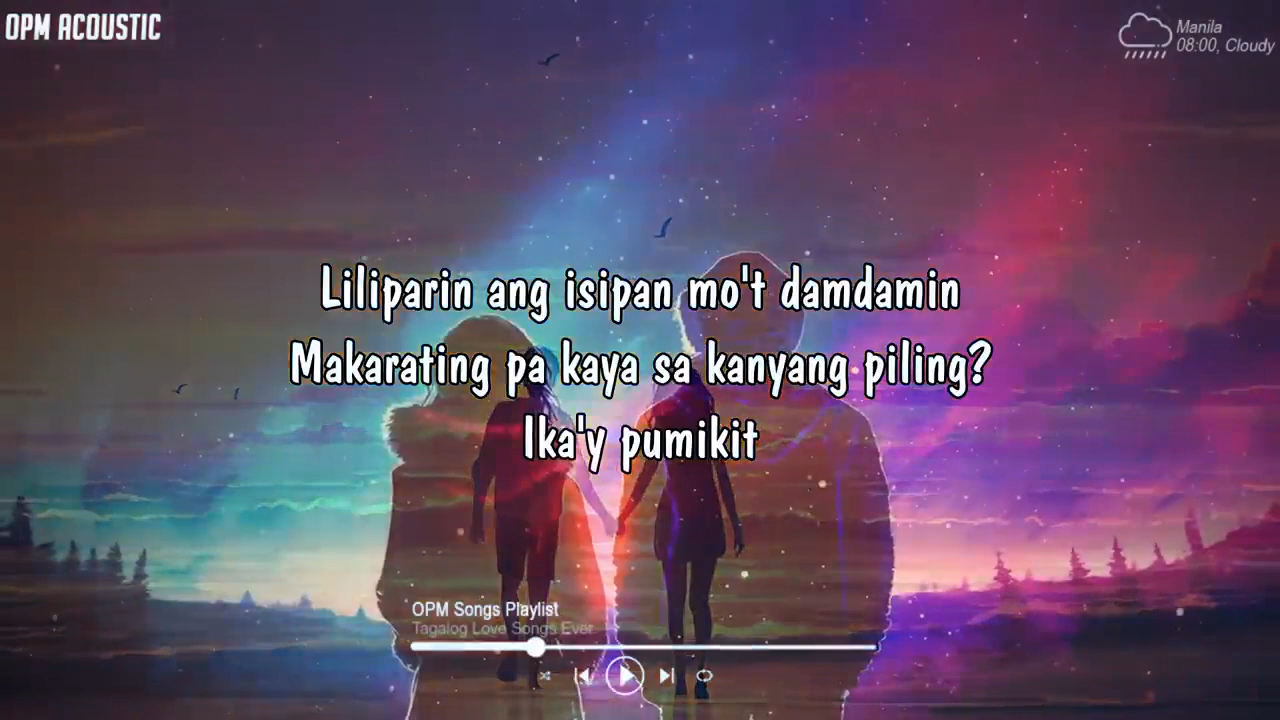 OPM ACOUSTIC
Manila
08:00, Cloudy
Liliparin ang isipan mo't damdamin
Makarating pa kaya sa kanyang piling?
Ika'y pumikit
OPM Songs Playlist
Tagalog Love Songs Ever